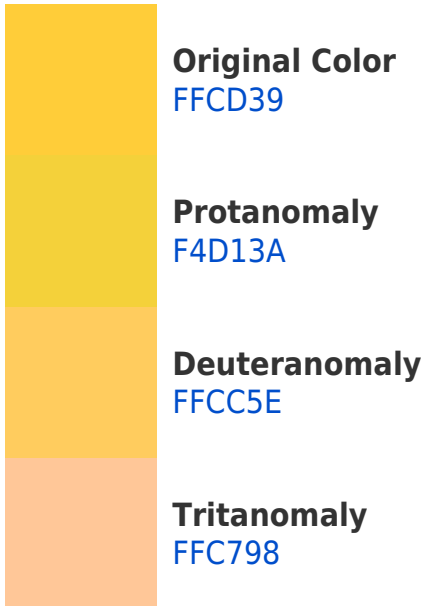 Original Color
FFCD39
Protanomaly
F4D13A
Deuteranomaly
FFCC5E
Tritanomaly
FFC798